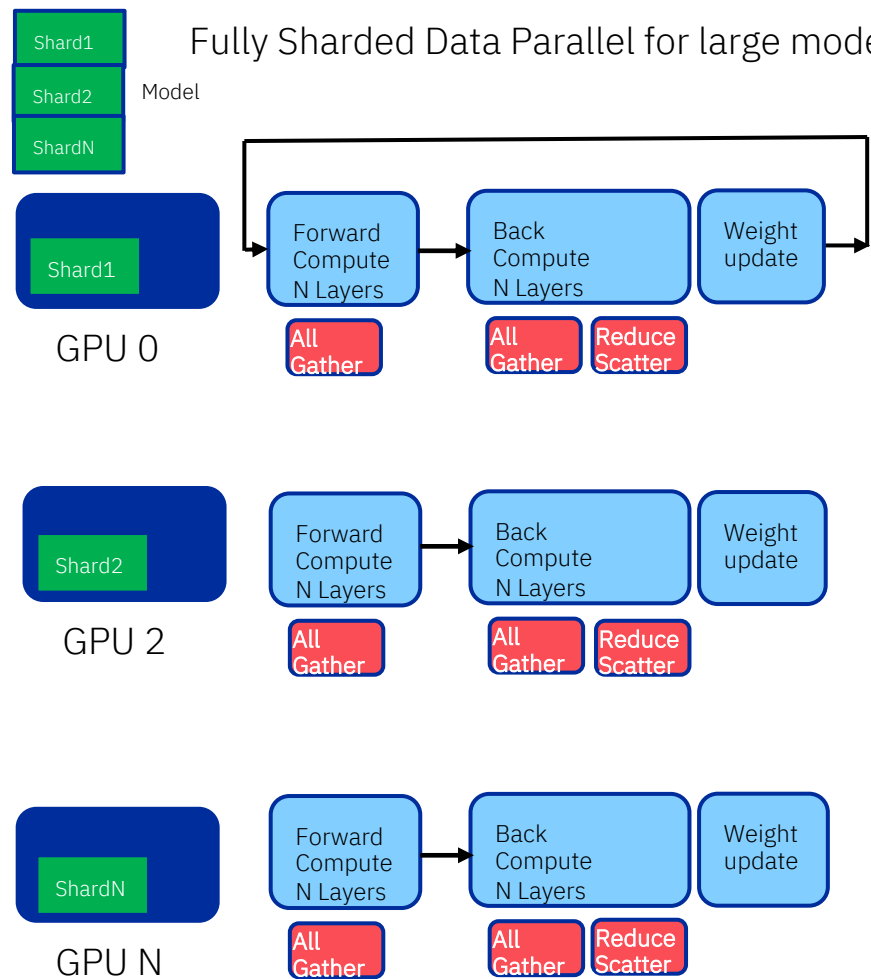 Fully Sharded Data Parallel for large mode
Shard1
Shard2
ShardN
Model
Shard1
GPU 0
Forward
Compute
N Layers
Back
Compute
N Layers
Weight
update
All
Gather
All
Gather
Reduce
Scatter
Shard2
GPU 2
Forward
Compute
N Layers
Back
Compute
N Layers
Weight
update
All
Gather
All
Gather
Reduce
Scatter
ShardN
GPU N
Forward
Compute
N Layers
Back
Compute
N Layers
Weight
update
All
Gather
All
Gather
Reduce
Scatter